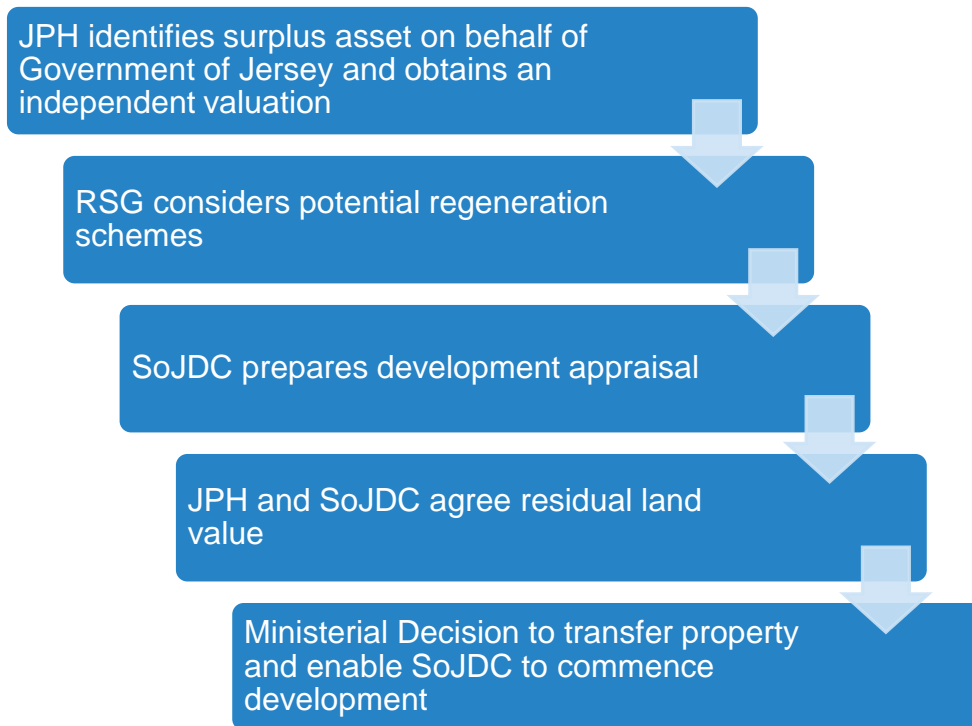 JPH identifies surplus asset on behalf of
Government of Jersey and obtains an
independent valuation
RSG considers potential regeneration
schemes
SoJDC prepares development appraisal
JPH and SoJDC agree residual land
value
Ministerial Decision to transfer property
and enable SoJDC to commence
development